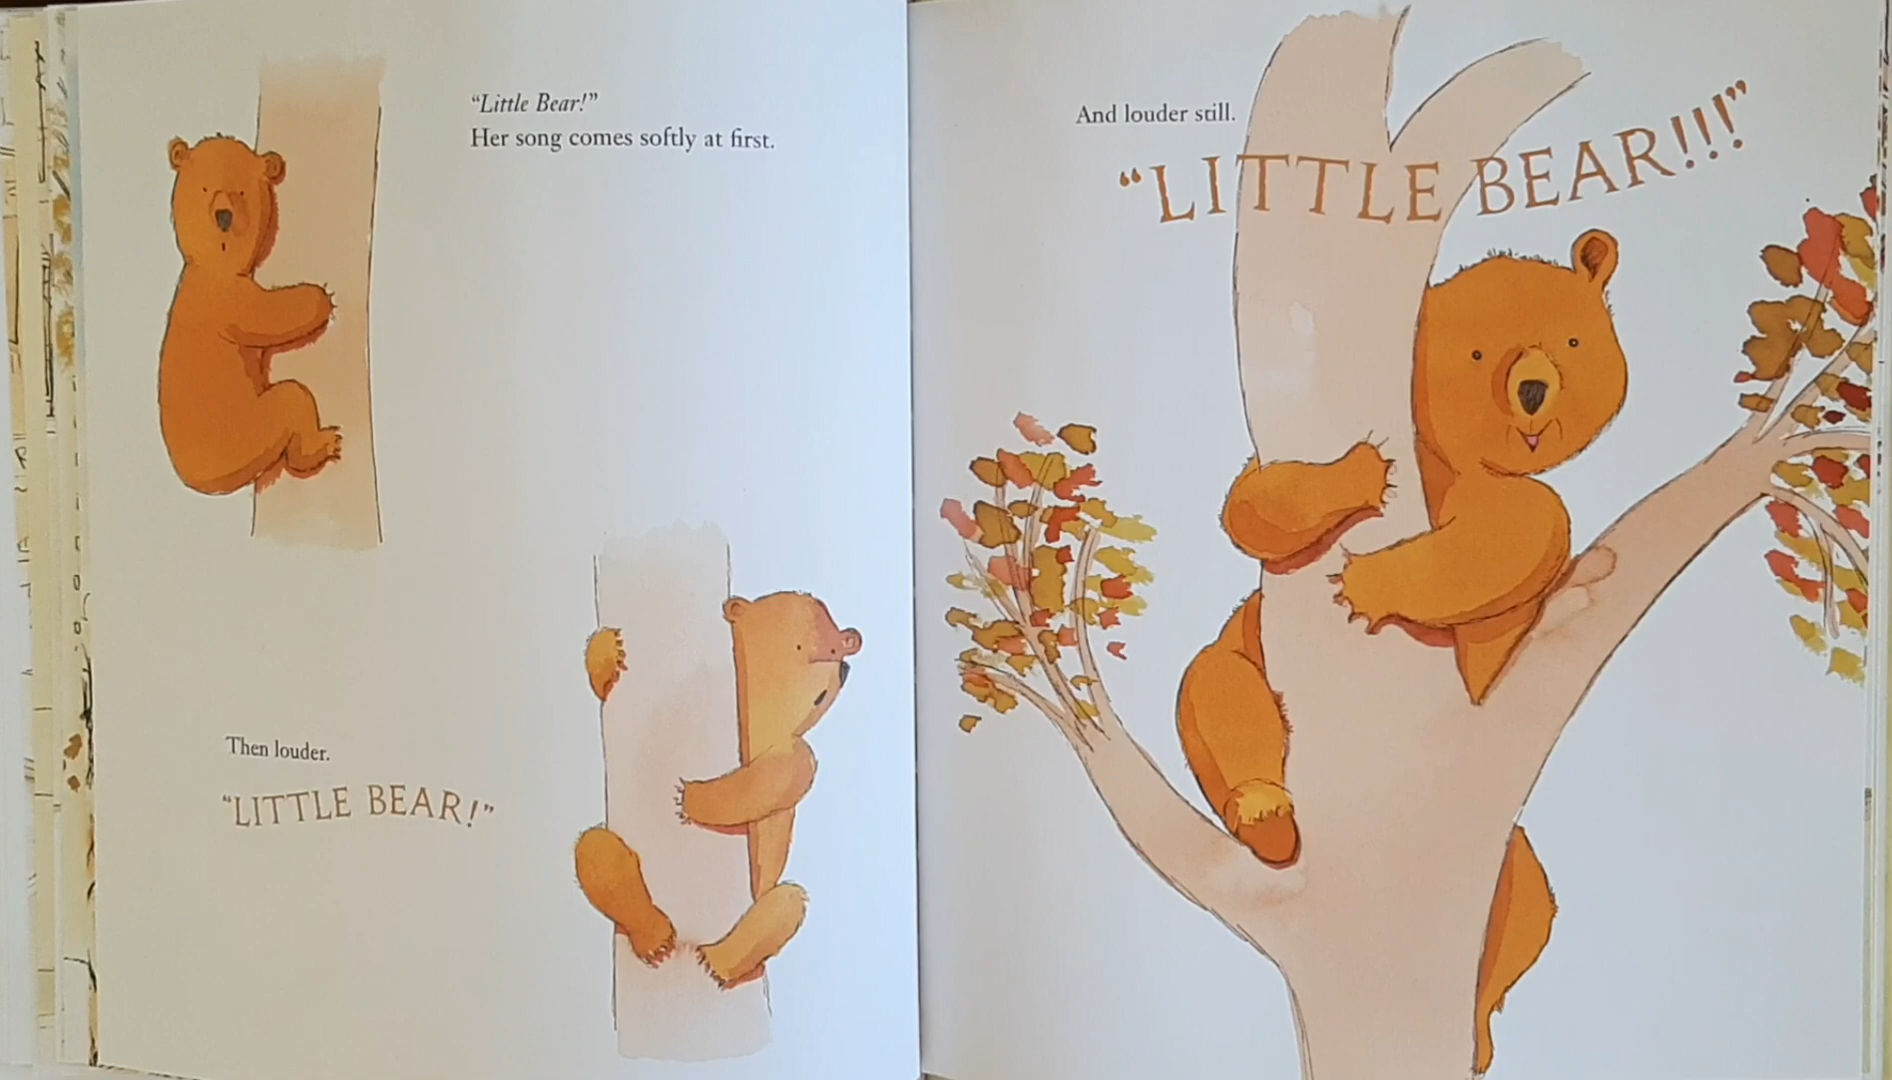 “Little Bear!”
Her song comes softly at first.
Then louder.
“LITTLE BEAR!”
And louder still.
“LITTLE BEAR!!!”